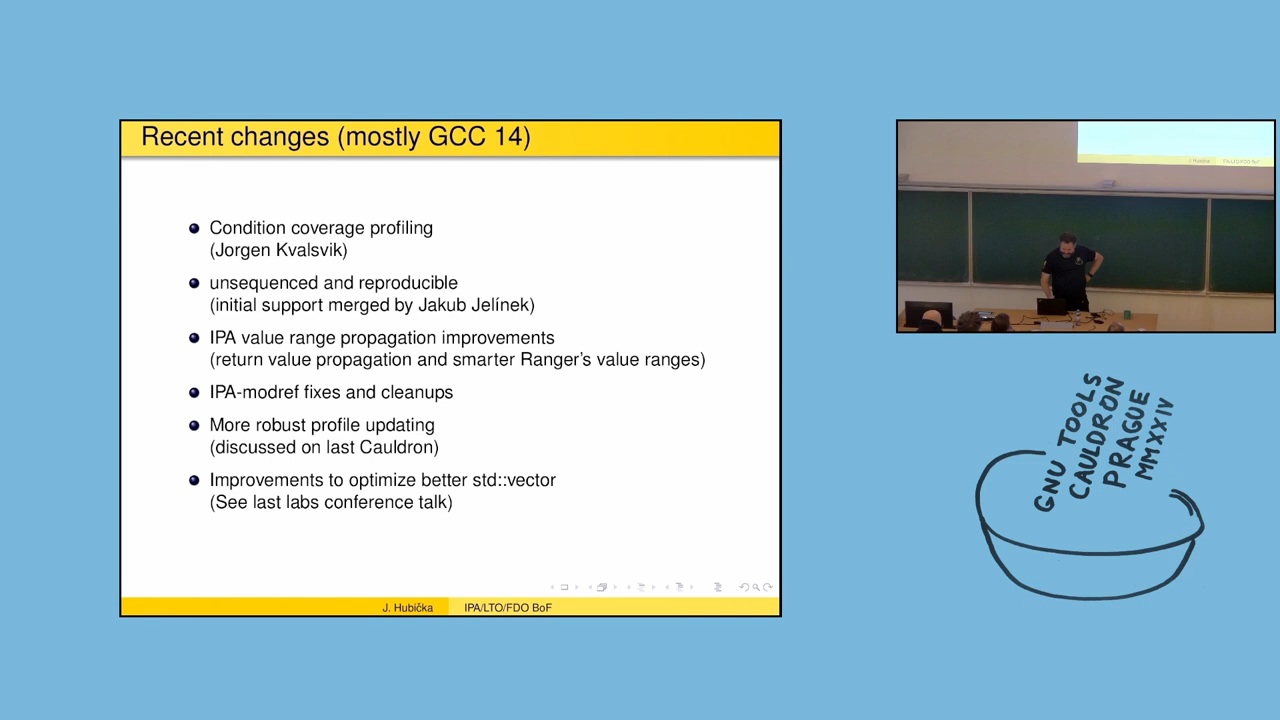 Recent changes (mostly GCC 14)
Condition coverage profiling
(Jorgen Kvalsvik)
unsequenced and reproducible
(initial support merged by Jakub Jelínek)
IPA value range propagation improvements
(return value propagation and smarter Ranger's value ranges)
IPA-modref fixes and cleanups
More robust profile updating
(discussed on last Cauldron)
Improvements to optimize better std::vector
(See last labs conference talk)
J. Hubička IPA/LTO/FDO BoF
GNU TOOLS
CAULDRON
PRAGUE
MMXXIV